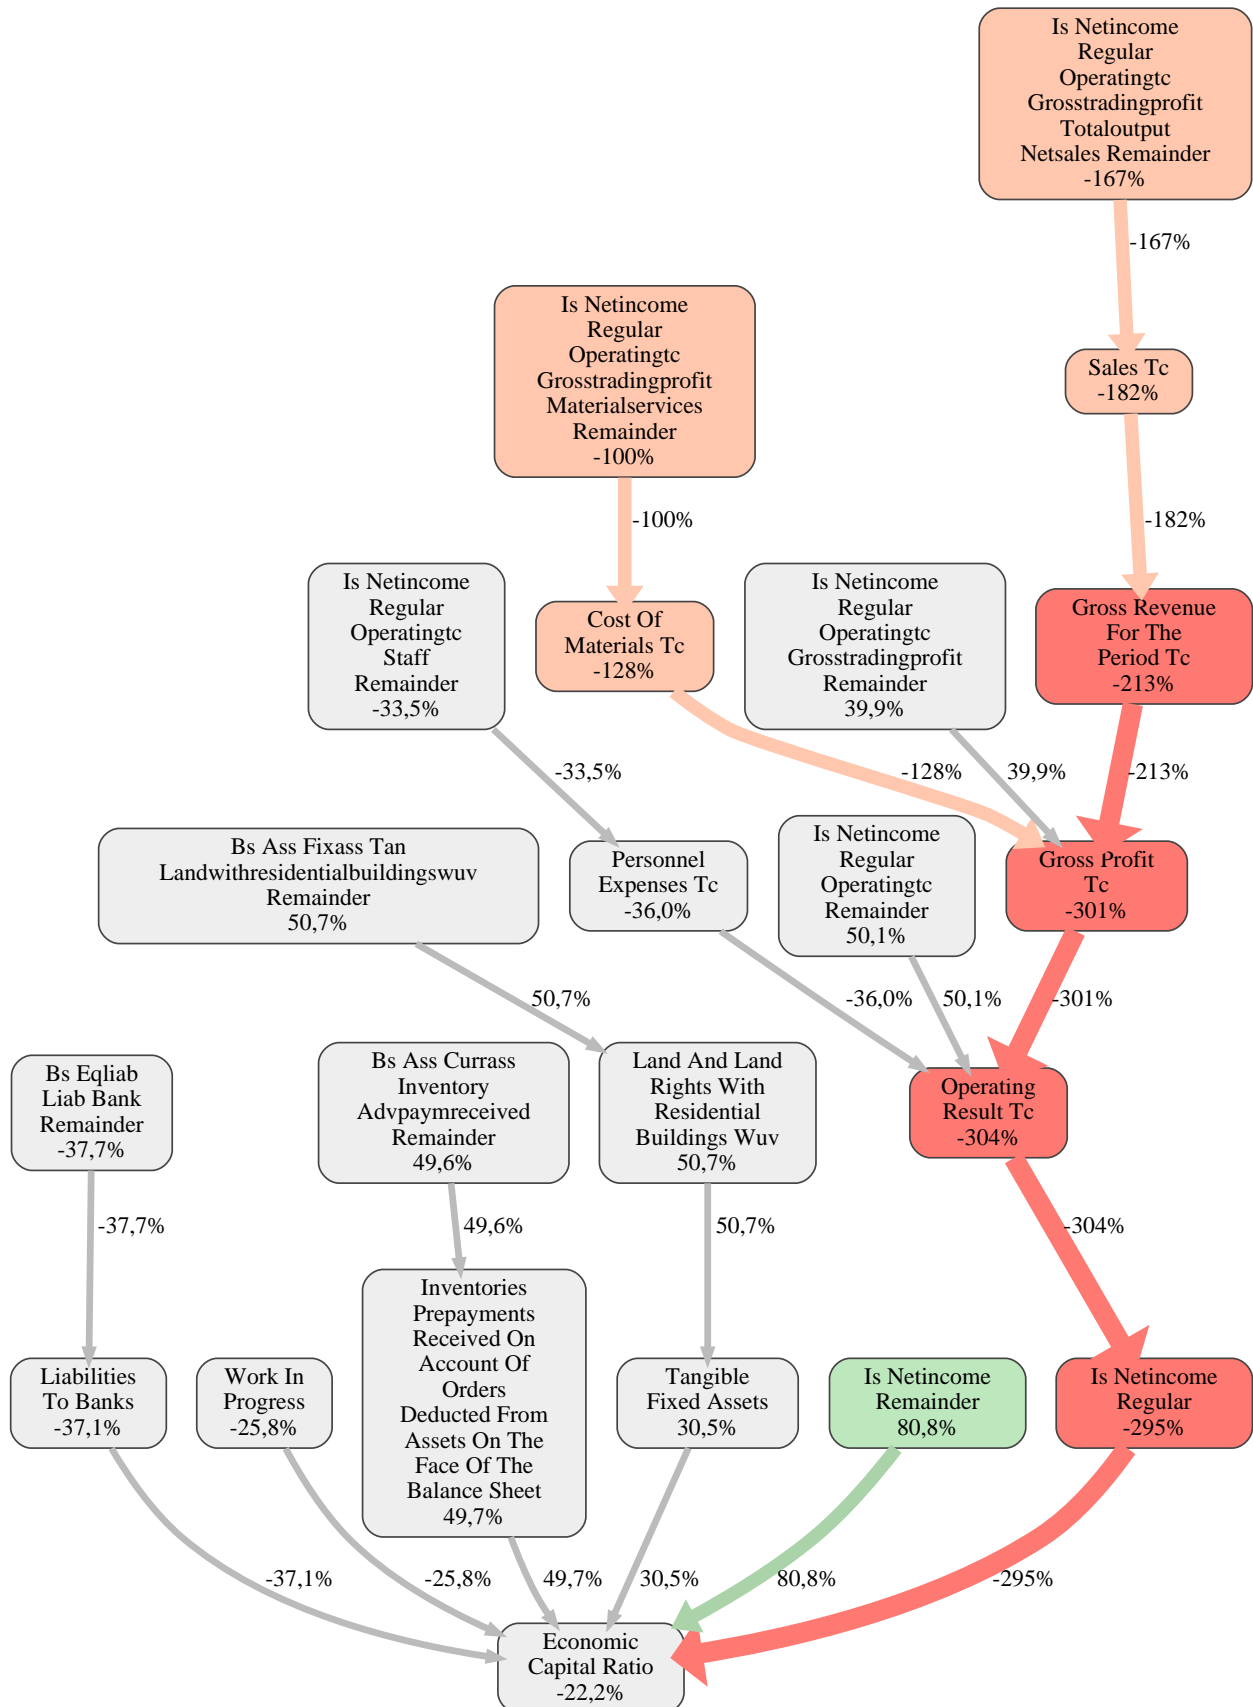 Is Netincome
Regular
Operatingtc
Grosstradingprofit
Totaloutput
Netsales Remainder
-167%
-167%
Is Netincome
Regular
Operatingtc
Grosstradingprofit
Materialservices
Remainder
-100%
Sales Tc
-182%
-100%
-182%
Is Netincome
Regular
Operatingtc
Staff
Remainder
-33,5%
Cost Of
Materials Tc
-128%
Is Netincome
Regular
Operatingtc
Grosstradingprofit
Remainder
39,9%
Gross Revenue
For The
Period Tc
-213%
-33,5%
-128%
39,9%
-213%
Bs Ass Fixass Tan
Landwithresidentialbuildingswuv
Remainder
50,7%
Personnel
Expenses Tc
-36,0%
Is Netincome
Regular
Operatingtc
Remainder
50,1%
Gross Profit
Tc
-301%
50,7%
-36,0%
50,1%
-301%
Bs Eqliab
Liab Bank
Remainder
-37,7%
Bs Ass Currass
Inventory
Advpaymreceived
Remainder
49,6%
Land And Land
Rights With
Residential
Buildings Wuv
50,7%
Operating
Result Tc
-304%
-37,7%
49,6%
50,7%
-304%
Liabilities
To Banks
-37,1%
Work In
Progress
-25,8%
Inventories
Prepayments
Received On
Account Of
Orders
Deducted From
Assets On The
Face Of The
Balance Sheet
49,7%
Tangible
Fixed Assets
30,5%
Is Netincome
Remainder
80,8%
Is Netincome
Regular
-295%
-37,1%
-25,8%
49,7%
30,5%
80,8%
-295%
Economic
Capital Ratio
-22,2%